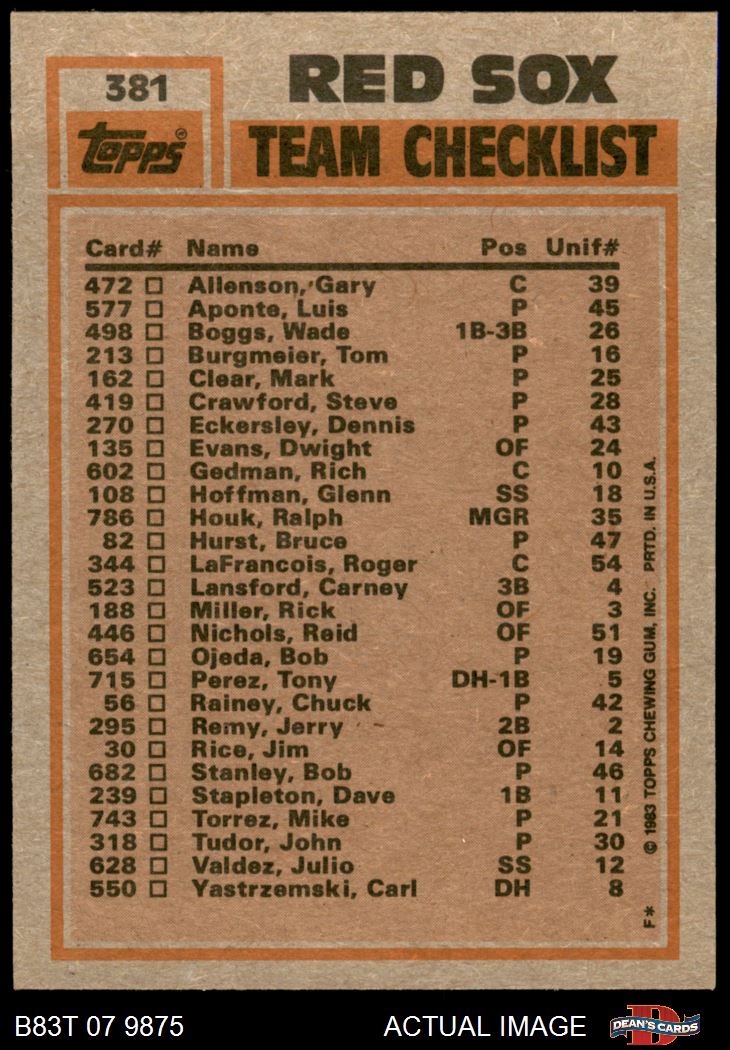 381
RED SOX
Topps
TEAM CHECKLIST
Card# Name Pos Unif#
472 Allenson, Gary C 39
577 Aponte, Luis P 45
498 Boggs, Wade 1B-3B 26
213 Burgmeier, Tom P 16
162 Clear, Mark P 25
419 Crawford, Steve P 28
270 Eckersley, Dennis P 43
135 Evans, Dwight OF 24
602 Gedman, Rich C 10
108 Hoffman, Glenn SS 18
786 Houk, Ralph MGR 35
82 Hurst, Bruce P 47
344 LaFrancois, Roger C 54
523 Lansford, Carney 3B 4
188 Miller, Rick OF 3
446 Nichols, Reid OF 51
654 Ojeda, Bob P 19
715 Perez, Tony DH-1B 5
56 Rainey, Chuck P 42
295 Remy, Jerry 2B 2
30 Rice, Jim OF 14
682 Stanley, Bob P 46
239 Stapleton, Dave 1B 11
743 Torrez, Mike P 21
318 Tudor, John P 30
628 Valdez, Julio SS 12
550 Yastrzemski, Carl DH 8
F* © 1983 TOPPS CHEWING GUM, INC. PRTD. IN U.S.A.
B83T 07 9875 ACTUAL IMAGE
D DEAN'S CARDS